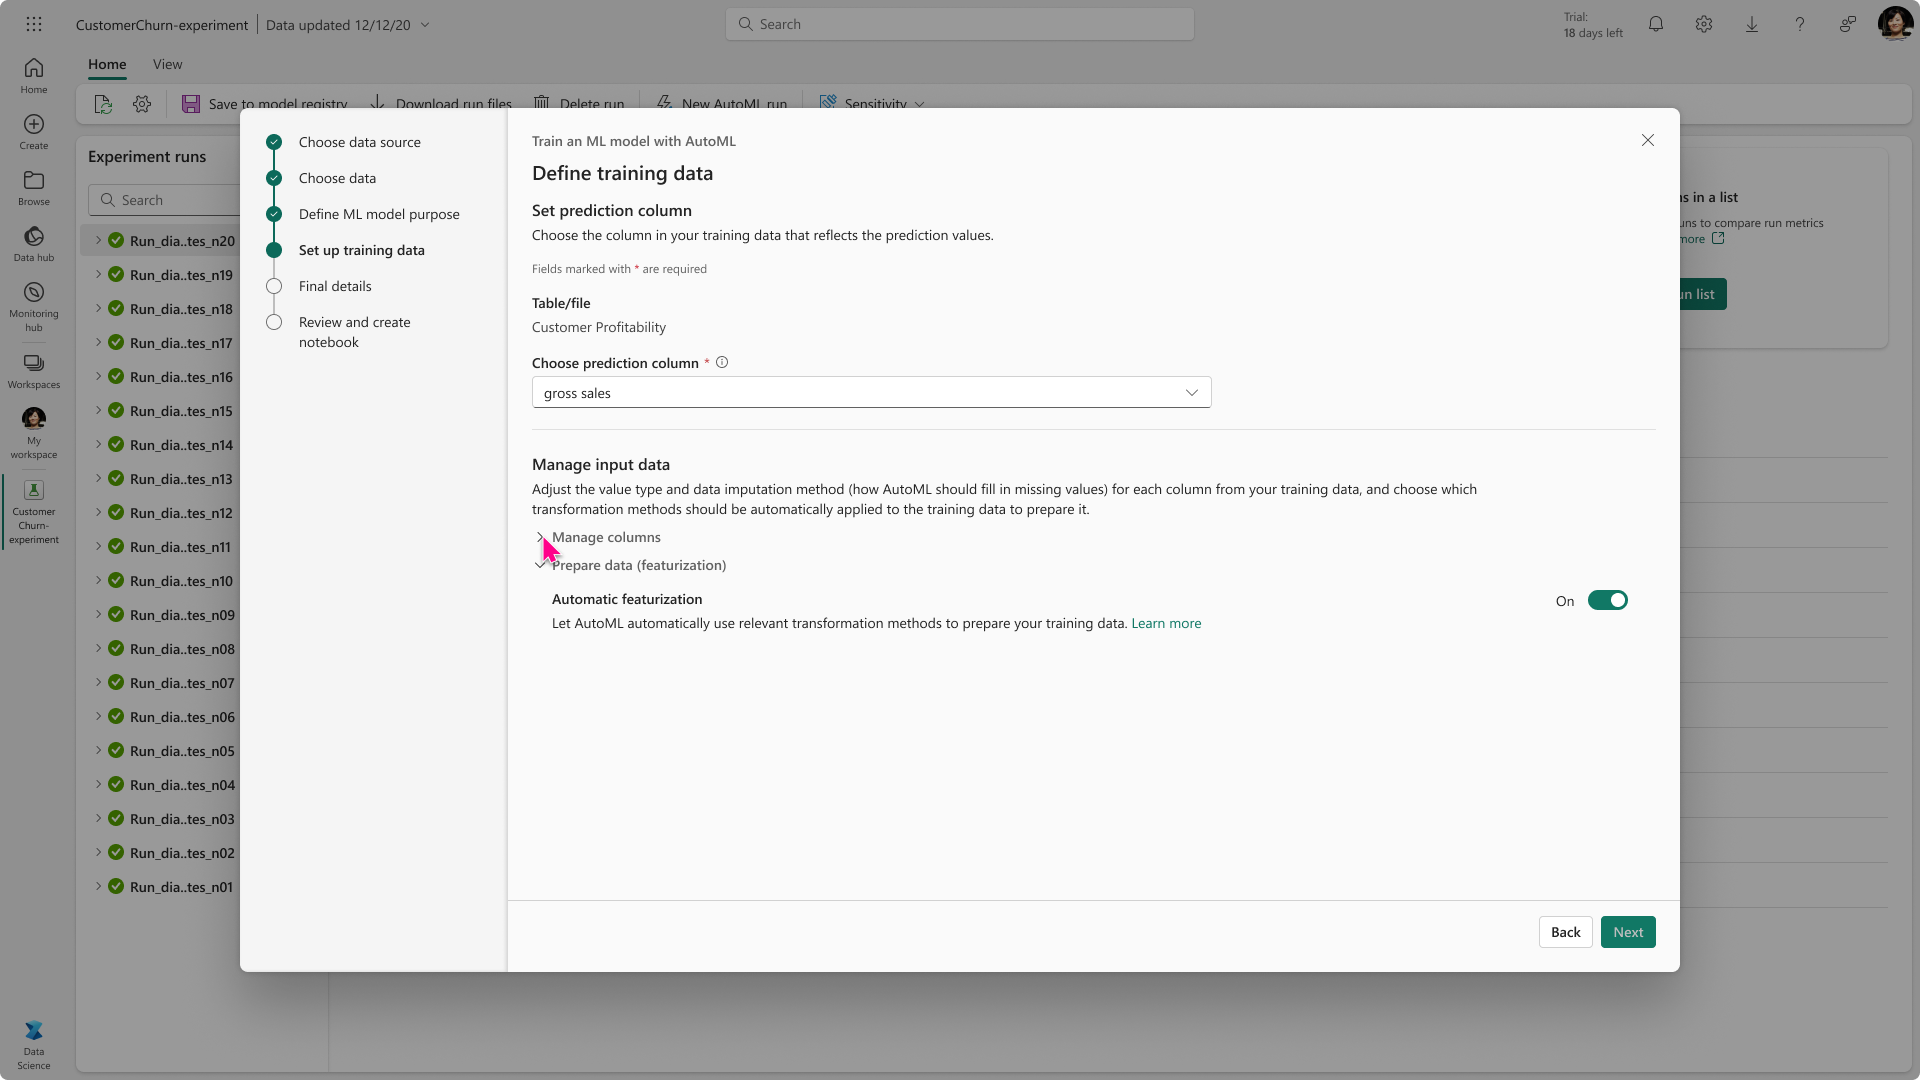 CustomerChurn-experiment
Data updated 12/12/20
Search
Trial:
18 days left
Home
View
Save to model registry
Download run files
Delete run
New AutoML run
Sensitivity
Home
Create
Browse
Data hub
Monitoring
hub
Workspaces
My
workspace
Customer
Churn-
experiment
Data
Science
Experiment runs
Search
Run_dia..tes_n20
Run_dia..tes_n19
Run_dia..tes_n18
Run_dia..tes_n17
Run_dia..tes_n16
Run_dia..tes_n15
Run_dia..tes_n14
Run_dia..tes_n13
Run_dia..tes_n12
Run_dia..tes_n11
Run_dia..tes_n10
Run_dia..tes_n09
Run_dia..tes_n08
Run_dia..tes_n07
Run_dia..tes_n06
Run_dia..tes_n05
Run_dia..tes_n04
Run_dia..tes_n03
Run_dia..tes_n02
Run_dia..tes_n01
Choose data source
Choose data
Define ML model purpose
Set up training data
Final details
Review and create
notebook
Train an ML model with AutoML
Define training data
Set prediction column
Choose the column in your training data that reflects the prediction values.
Fields marked with * are required
Table/file
Customer Profitability
Choose prediction column *
gross sales
Manage input data
Adjust the value type and data imputation method (how AutoML should fill in missing values) for each column from your training data, and choose which
transformation methods should be automatically applied to the training data to prepare it.
Manage columns
Prepare data (featurization)
Automatic featurization
On
Let AutoML automatically use relevant transformation methods to prepare your training data. Learn more
Back
Next
in a list
to compare run metrics
more
list